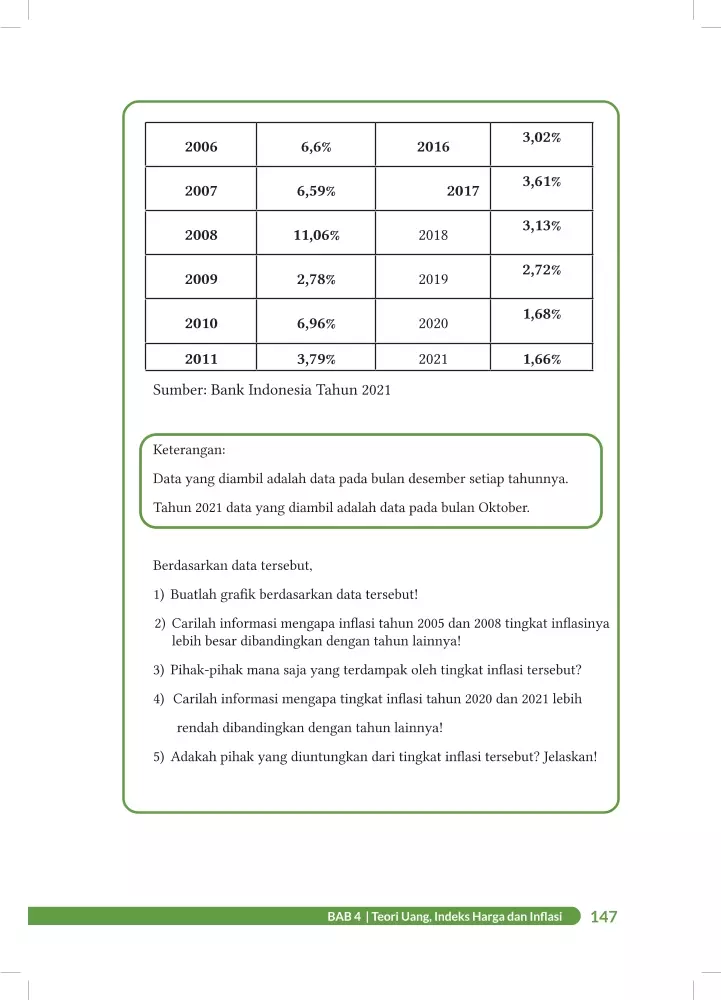 2006 6,6% 2016 3,02%
2007 6,59% 2017 3,61%
2008 11,06% 2018 3,13%
2009 2,78% 2019 2,72%
2010 6,96% 2020 1,68%
2011 3,79% 2021 1,66%
Sumber: Bank Indonesia Tahun 2021
Keterangan:
Data yang diambil adalah data pada bulan desember setiap tahunnya.
Tahun 2021 data yang diambil adalah data pada bulan Oktober.
Berdasarkan data tersebut,
1) Buatlah grafik berdasarkan data tersebut!
2) Carilah informasi mengapa inflasi tahun 2005 dan 2008 tingkat inflasinya
lebih besar dibandingkan dengan tahun lainnya!
3) Pihak-pihak mana saja yang terdampak oleh tingkat inflasi tersebut?
4) Carilah informasi mengapa tingkat inflasi tahun 2020 dan 2021 lebih
rendah dibandingkan dengan tahun lainnya!
5) Adakah pihak yang diuntungkan dari tingkat inflasi tersebut? Jelaskan!
BAB 4 | Teori Uang, Indeks Harga dan Inflasi 147